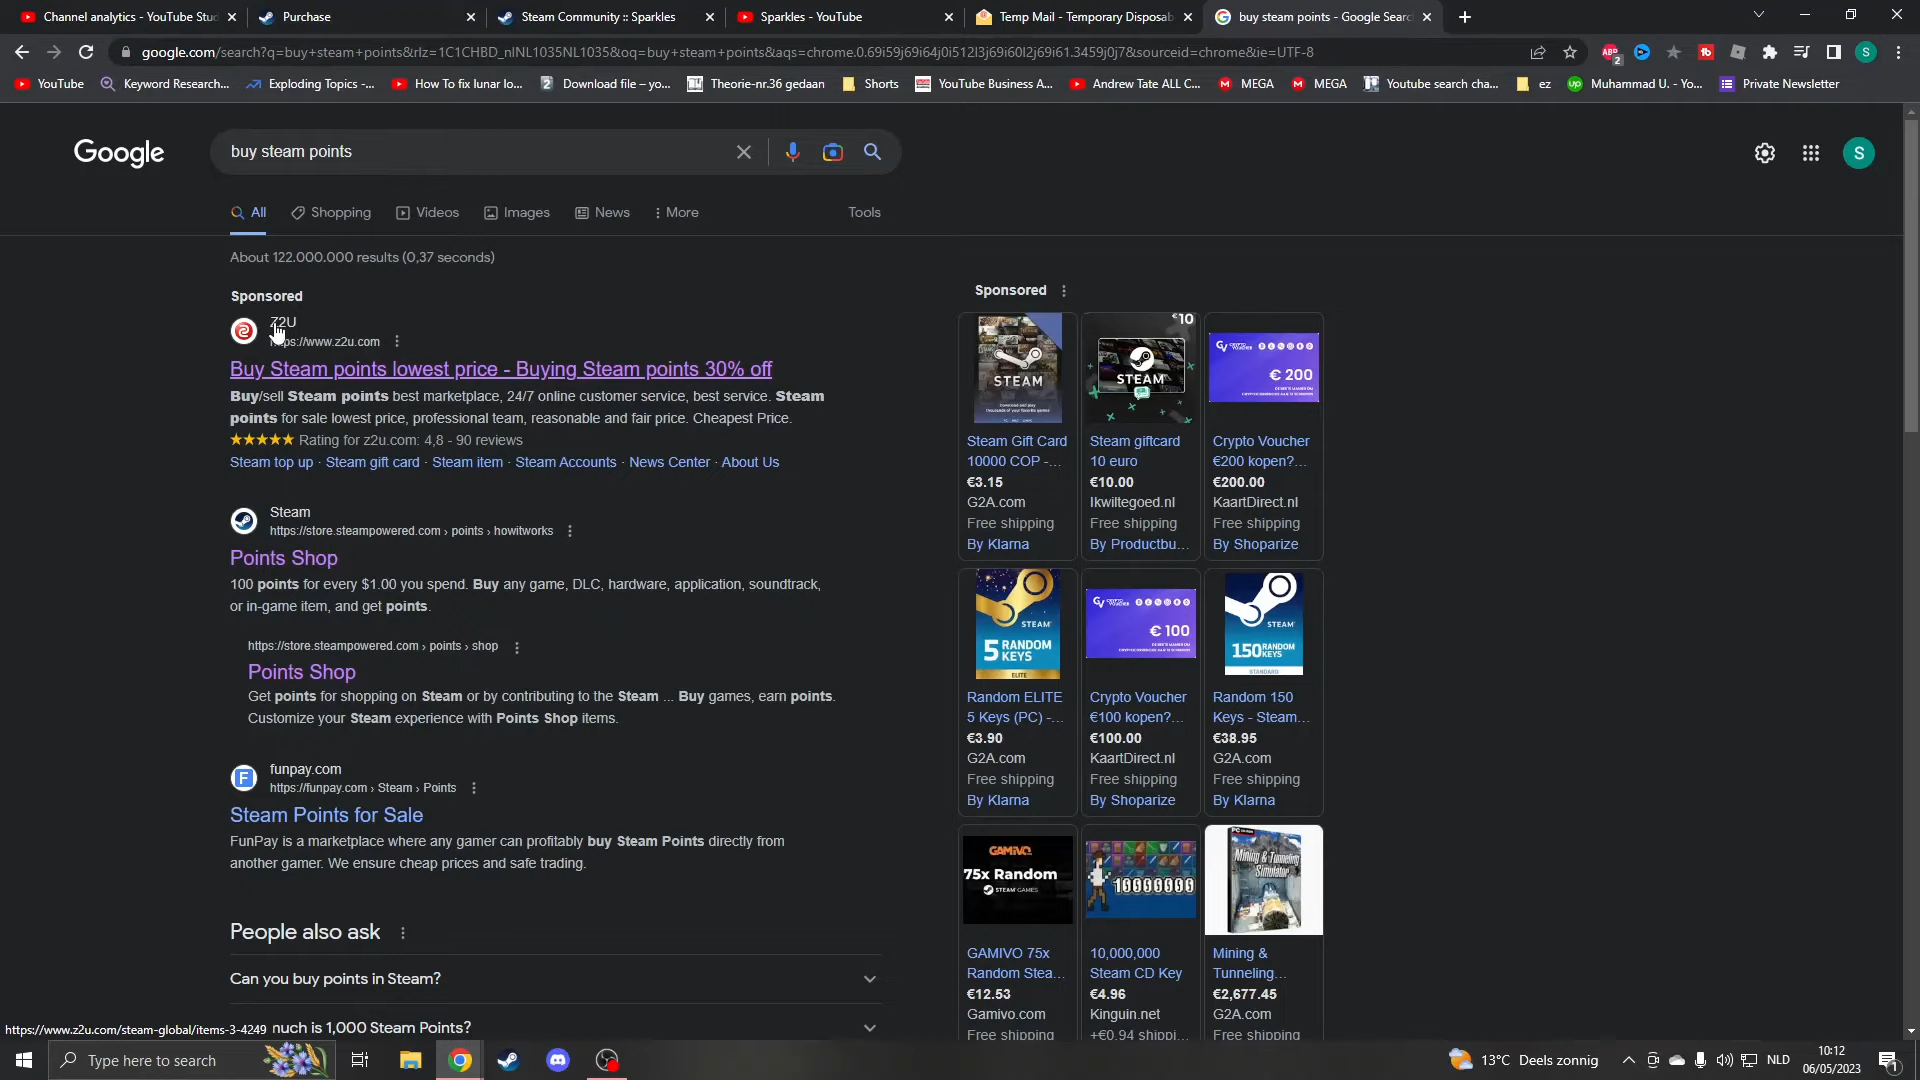 Channel analytics - YouTube Stu
Purchase
Steam Community :: Sparkles
Sparkles - YouTube
Temp Mail - Temporary Disposab
buy steam points - Google Searc
google.com/search?q=buy+steam+points&rlz=1C1CHBD_nlNL1035NL1035&oq=buy+steam+points&aqs=chrome.0.69i59j69i64j0i512l3j69i60l2j69i61.3459j0j7&sourceid=chrome&ie=UTF-8
YouTube
Keyword Research...
Exploding Topics -...
How To fix lunar lo...
Download file – yo...
Theorie-nr.36 gedaan
Shorts
YouTube Business A...
Andrew Tate ALL C...
MEGA
MEGA
Youtube search cha...
ez
Muhammad U. - Yo...
Private Newsletter
Google
buy steam points
S
All
Shopping
Videos
Images
News
More
Tools
About 122.000.000 results (0,37 seconds)
Sponsored
Z2U
https://www.z2u.com
Buy Steam points lowest price - Buying Steam points 30% off
Buy/sell Steam points best marketplace, 24/7 online customer service, best service. Steam
points for sale lowest price, professional team, reasonable and fair price. Cheapest Price.
Rating for z2u.com: 4,8 - 90 reviews
Steam top up · Steam gift card · Steam item · Steam Accounts · News Center · About Us
Steam
https://store.steampowered.com › points › howitworks
Points Shop
100 points for every $1.00 you spend. Buy any game, DLC, hardware, application, soundtrack,
or in-game item, and get points.
https://store.steampowered.com › points › shop
Points Shop
Get points for shopping on Steam or by contributing to the Steam ... Buy games, earn points.
Customize your Steam experience with Points Shop items.
funpay.com
https://funpay.com › Steam › Points
Steam Points for Sale
FunPay is a marketplace where any gamer can profitably buy Steam Points directly from
another gamer. We ensure cheap prices and safe trading.
People also ask
Can you buy points in Steam?
much is 1,000 Steam Points?
https://www.z2u.com/steam-global/items-3-4249
Sponsored
STEAM
€10
STEAM
€ 200
Steam Gift Card
10000 COP -...
€3.15
G2A.com
Free shipping
By Klarna
Steam giftcard
10 euro
€10.00
Ikwiltegoed.nl
Free shipping
By Productbu...
Crypto Voucher
€200 kopen?...
€200.00
KaartDirect.nl
Free shipping
By Shoparize
STEAM
5 RANDOM
KEYS
ELITE
€ 100
STEAM
150 RANDOM
KEYS
STANDARD
Random ELITE
5 Keys (PC) -...
€3.90
G2A.com
Free shipping
By Klarna
Crypto Voucher
€100 kopen?...
€100.00
KaartDirect.nl
Free shipping
By Shoparize
Random 150
Keys - Steam...
€38.95
G2A.com
Free shipping
By Klarna
GAMIVO
75x Random
STEAM GAMES
10000000
Mining & Tunneling
Simulator
GAMIVO 75x
Random Stea...
€12.53
Gamivo.com
Free shipping
10,000,000
Steam CD Key
€4.96
Kinguin.net
+€0.94 shippi...
Mining &
Tunneling...
€2,677.45
G2A.com
Free shipping
Type here to search
13°C Deels zonnig
NLD
10:12
06/05/2023
1